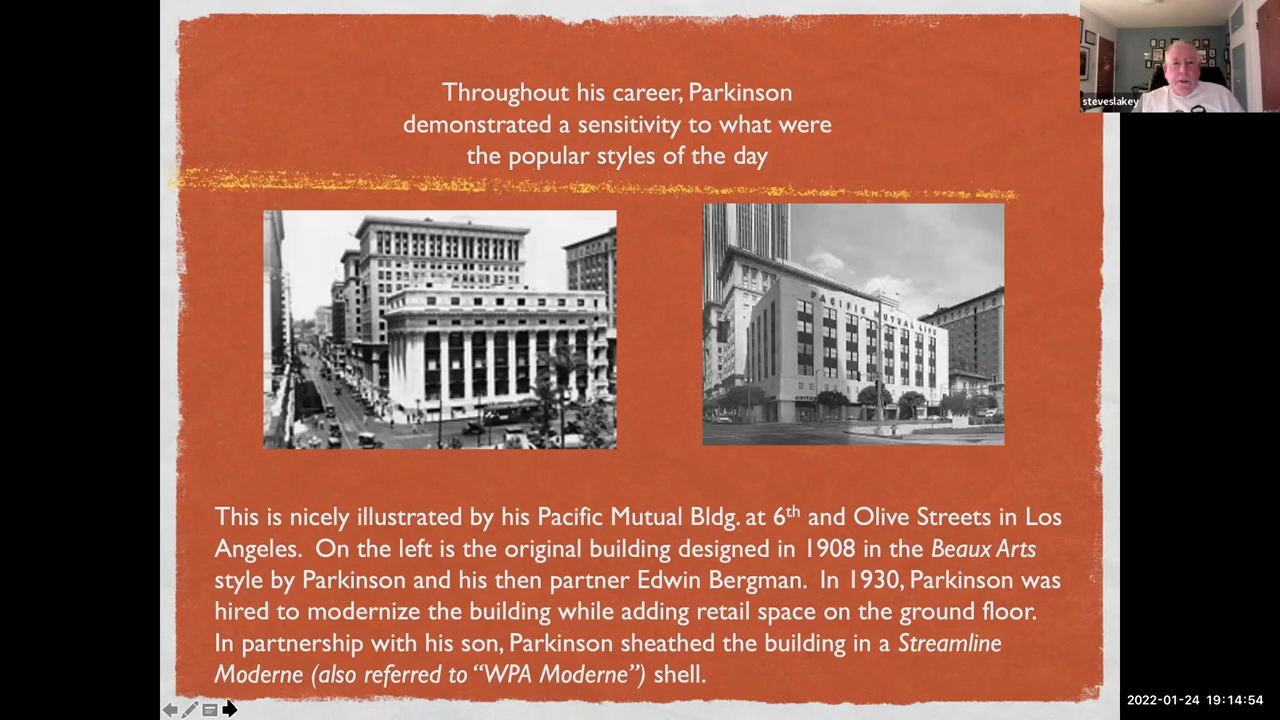 Throughout his career, Parkinson
demonstrated a sensitivity to what were
the popular styles of the day
steveslakey
PACIFIC MUTUAL LIFE
This is nicely illustrated by his Pacific Mutual Bldg. at 6th and Olive Streets in Los
Angeles. On the left is the original building designed in 1908 in the Beaux Arts
style by Parkinson and his then partner Edwin Bergman. In 1930, Parkinson was
hired to modernize the building while adding retail space on the ground floor.
In partnership with his son, Parkinson sheathed the building in a Streamline
Moderne (also referred to “WPA Moderne”) shell.
2022-01-24 19:14:54